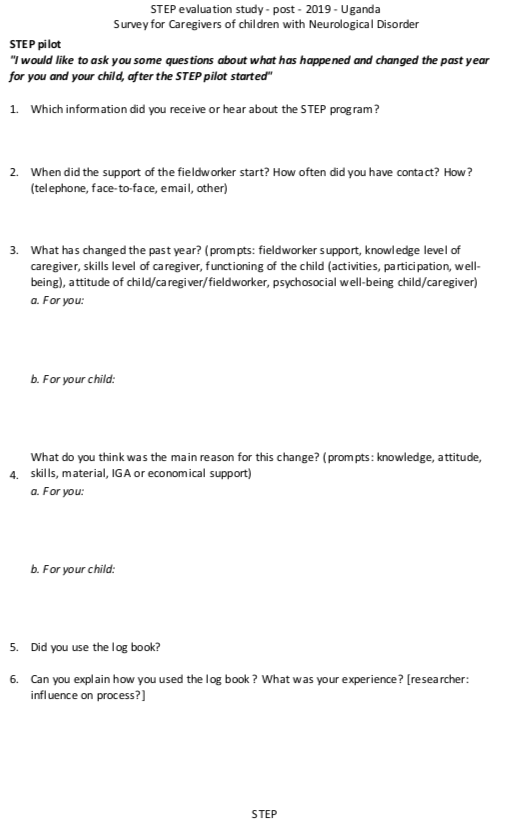 STEP evaluation study - post - 2019 - Uganda
Survey for Caregivers of children with Neurological Disorder
STEP pilot
"I would like to ask you some questions about what has happened and changed the past year
for you and your child, after the STEP pilot started"
1. Which information did you receive or hear about the STEP program?
2. When did the support of the fieldworker start? How often did you have contact? How?
(telephone, face-to-face, email, other)
3. What has changed the past year? (prompts: fieldworker support, knowledge level of
caregiver, skills level of caregiver, functioning of the child (activities, participation, well-
being), attitude of child/caregiver/fieldworker, psychosocial well-being child/caregiver)
a. For you:
b. For your child:
What do you think was the main reason for this change? (prompts: knowledge, attitude,
4. skills, material, IGA or economical support)
a. For you:
b. For your child:
5. Did you use the log book?
6. Can you explain how you used the log book ? What was your experience? [researcher:
influence on process?]
STEP